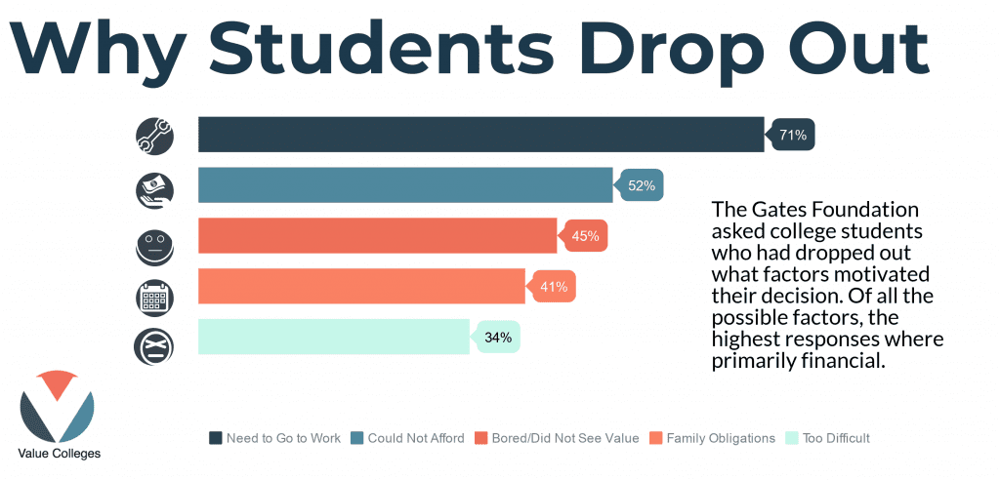 Why Students Drop Out
71%
52%
45%
41%
34%
The Gates Foundation
asked college students
who had dropped out
what factors motivated
their decision. Of all the
possible factors, the
highest responses where
primarily financial.
Value Colleges
Need to Go to Work Could Not Afford Bored/Did Not See Value Family Obligations Too Difficult